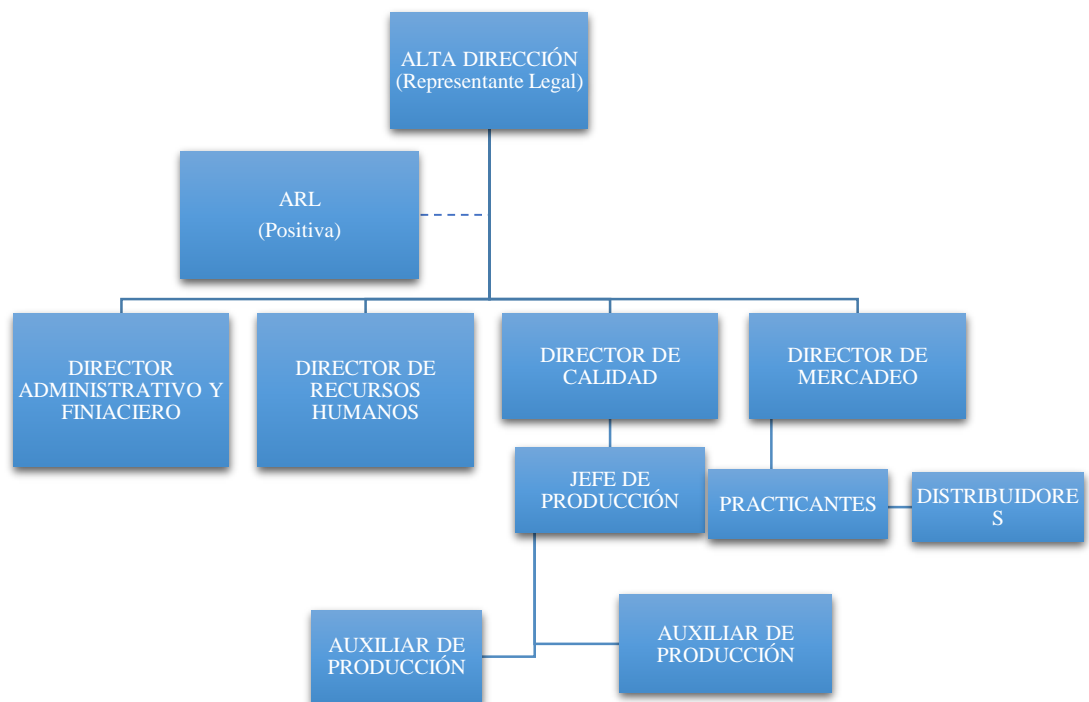 ALTA DIRECCIÓN
(Representante Legal)
ARL
(Positiva)
DIRECTOR
ADMINISTRATIVO Y
FINIACIERO
DIRECTOR DE
RECURSOS
HUMANOS
DIRECTOR DE
CALIDAD
DIRECTOR DE
MERCADEO
JEFE DE
PRODUCCIÓN
PRACTICANTES
DISTRIBUIDORE
S
AUXILIAR DE
PRODUCCIÓN
AUXILIAR DE
PRODUCCIÓN